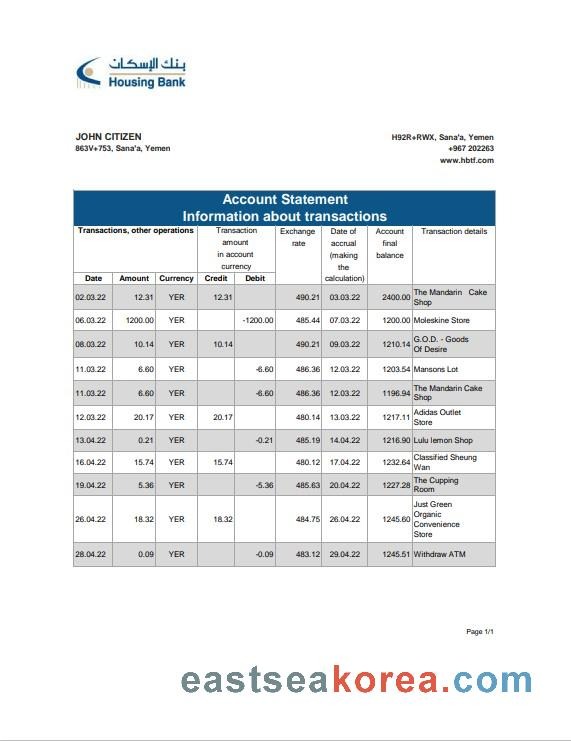 بنك الإسكان
Housing Bank
JOHN CITIZEN
863V+753, Sana'a, Yemen
H92R+RWX, Sana'a, Yemen
+967 202263
www.hbtf.com
Account Statement
Information about transactions
Transactions, other operations Transaction amount in account currency Exchange rate Date of accrual (making the calculation) Account final balance Transaction details
Date Amount Currency Credit Debit
02.03.22 12.31 YER 12.31 490.21 03.03.22 2400.00 The Mandarin Cake Shop
06.03.22 1200.00 YER -1200.00 485.44 07.03.22 1200.00 Moleskine Store
08.03.22 10.14 YER 10.14 490.21 09.03.22 1210.14 G.O.D. - Goods Of Desire
11.03.22 6.60 YER -6.60 486.36 12.03.22 1203.54 Mansons Lot
11.03.22 6.60 YER -6.60 486.36 12.03.22 1196.94 The Mandarin Cake Shop
12.03.22 20.17 YER 20.17 480.14 13.03.22 1217.11 Adidas Outlet Store
13.04.22 0.21 YER -0.21 485.19 14.04.22 1216.90 Lulu lemon Shop
16.04.22 15.74 YER 15.74 480.12 17.04.22 1232.64 Classified Sheung Wan
19.04.22 5.36 YER -5.36 485.63 20.04.22 1227.28 The Cupping Room
26.04.22 18.32 YER 18.32 484.75 26.04.22 1245.60 Just Green Organic Convenience Store
28.04.22 0.09 YER -0.09 483.12 29.04.22 1245.51 Withdraw ATM
Page 1/1
eastseakorea.com